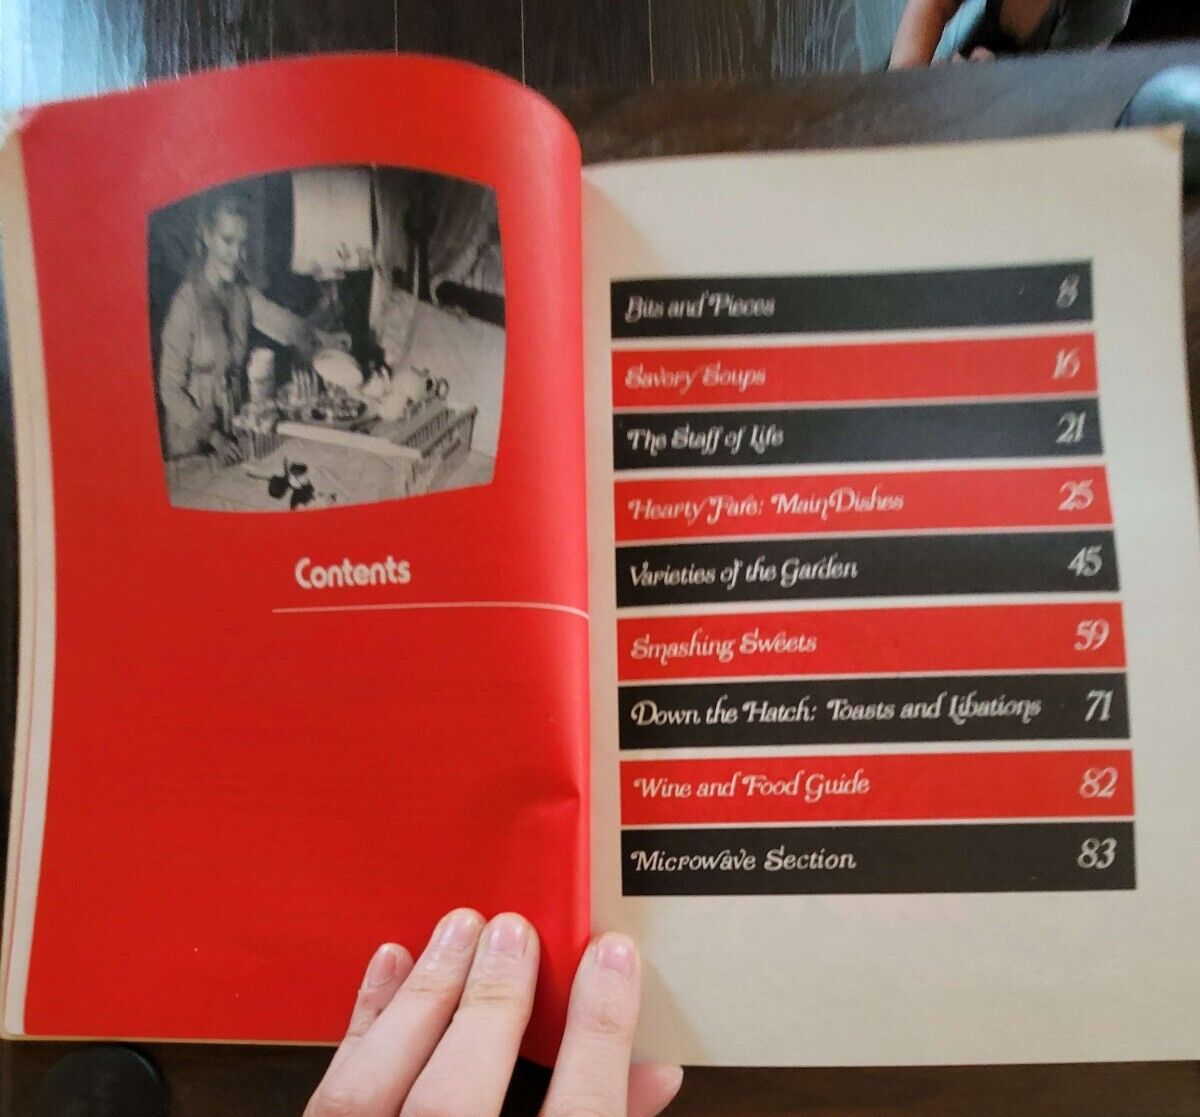 Contents
Bits and Pieces 8
Savory Soups 16
The Staff of Life 21
Hearty Fare: Main Dishes 25
Varieties of the Garden 45
Smashing Sweets 59
Down the Hatch: Toasts and Libations 71
Wine and Food Guide 82
Microwave Section 83